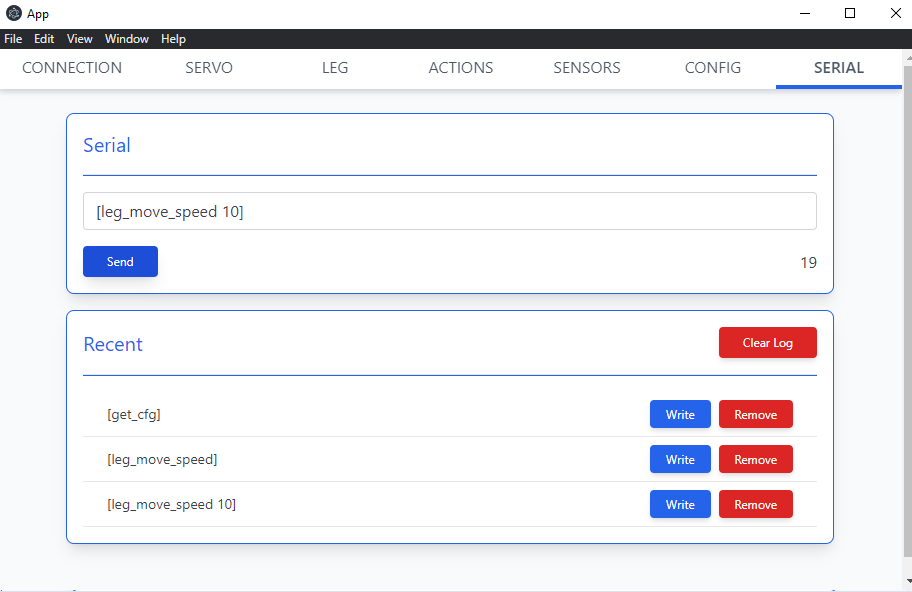 App
File Edit View Window Help
CONNECTION SERVO LEG ACTIONS SENSORS CONFIG SERIAL
Serial
[leg_move_speed 10]
Send 19
Recent Clear Log
[get_cfg] Write Remove
[leg_move_speed] Write Remove
[leg_move_speed 10] Write Remove